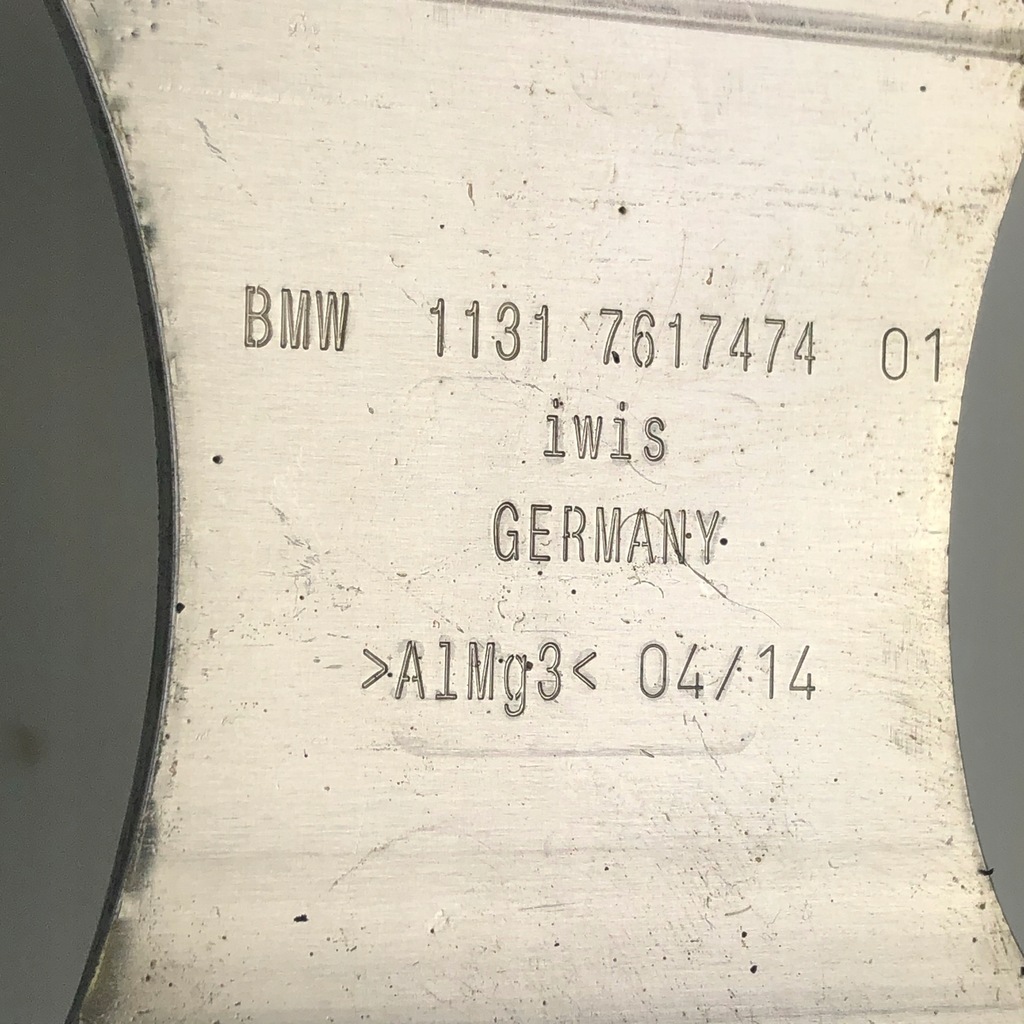 BMW 1131 7617474 01
iwis
GERMANY
>AlMg3< 04/14